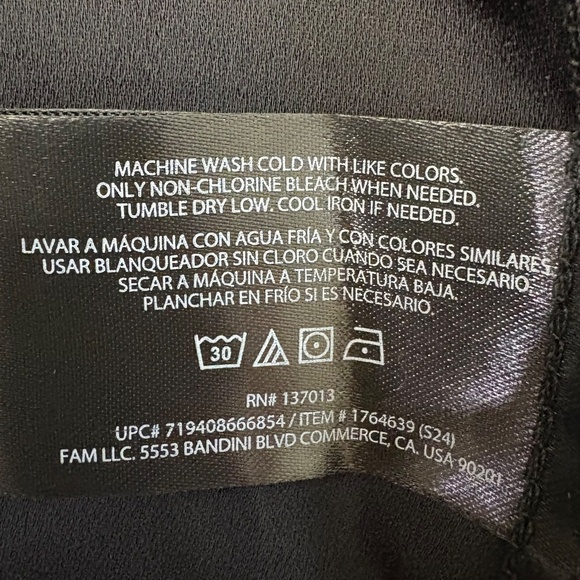 MACHINE WASH COLD WITH LIKE COLORS.
ONLY NON-CHLORINE BLEACH WHEN NEEDED.
TUMBLE DRY LOW. COOL IRON IF NEEDED.
LAVAR A MÁQUINA CON AGUA FRÍA Y CON COLORES SIMILARES.
USAR BLANQUEADOR SIN CLORO CUANDO SEA NECESARIO.
SECAR A MÁQUINA A TEMPERATURA BAJA.
PLANCHAR EN FRÍO SI ES NECESARIO.
30
RN# 137013
UPC# 719408666854 / ITEM # 1764639 (S24)
FAM LLC. 5553 BANDINI BLVD COMMERCE, CA. USA 90201